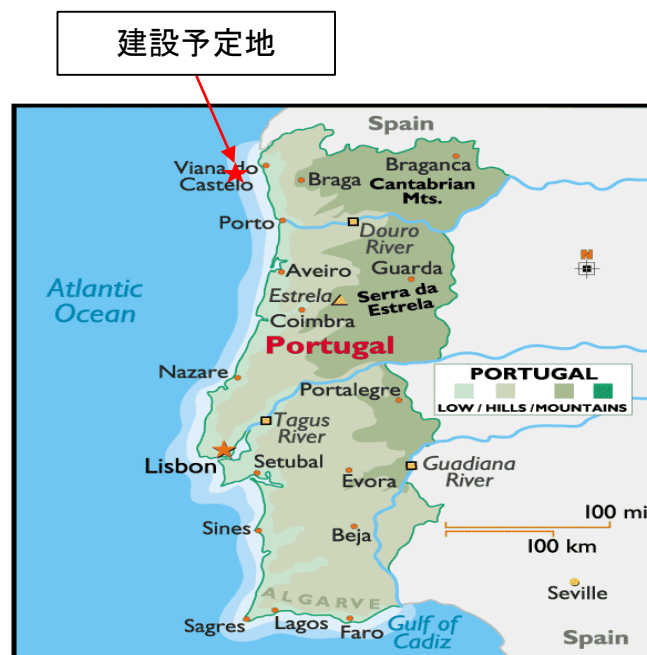 建設予定地
Spain
Viana do
Castelo
Braganca
Braga
Cantabrian
Mts.
Porto
Douro
River
N
Aveiro
Guarda
Atlantic
Ocean
Estrela
Serra da
Estrela
Coimbra
Portugal
Nazare
PORTUGAL
LOW / HILLS / MOUNTAINS
Portalegre
Tagus
River
Lisbon
Setubal
Evora
Guadiana
River
Sines
Beja
100 mi
100 km
Seville
ALGARVE
Sagres
Lagos
Faro
Gulf of
Cadiz
Spain